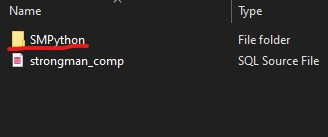 Name Type
SMPython File folder
strongman_comp SQL Source File